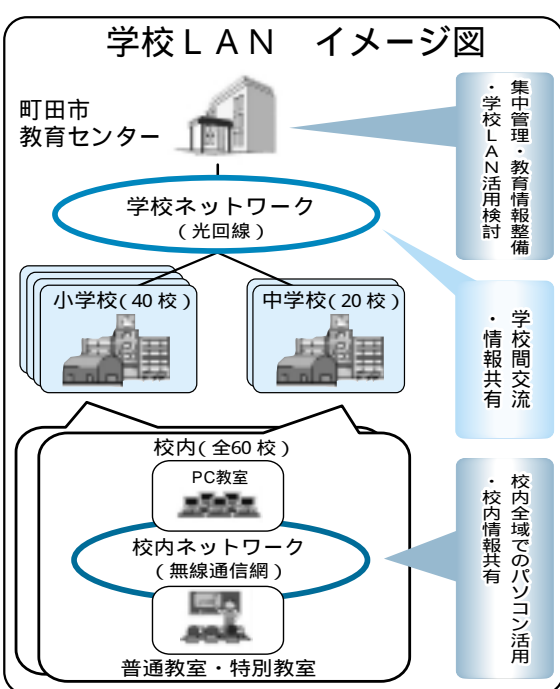 学校ＬＡＮ　イメージ図
町田市
教育センター
集中管理・教育情報整備
・学校ＬＡＮ活用検討
学校ネットワーク
（光回線）
学校間交流
・情報共有
小学校（40 校）
中学校（20 校）
校内（全60 校）
PC教室
校内ネットワーク
（無線通信網）
校内全域でのパソコン活用
・校内情報共有
普通教室・特別教室